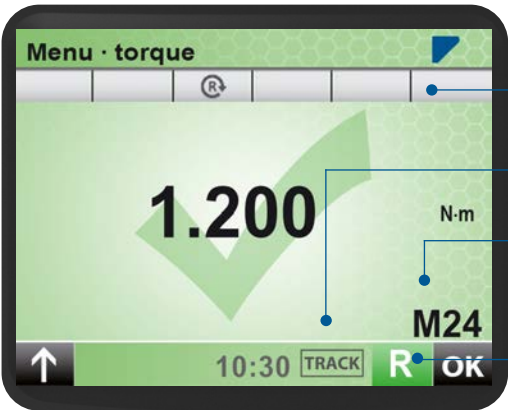 Menu · torque
R
1.200
N·m
M24
↑ 10:30 TRACK R OK